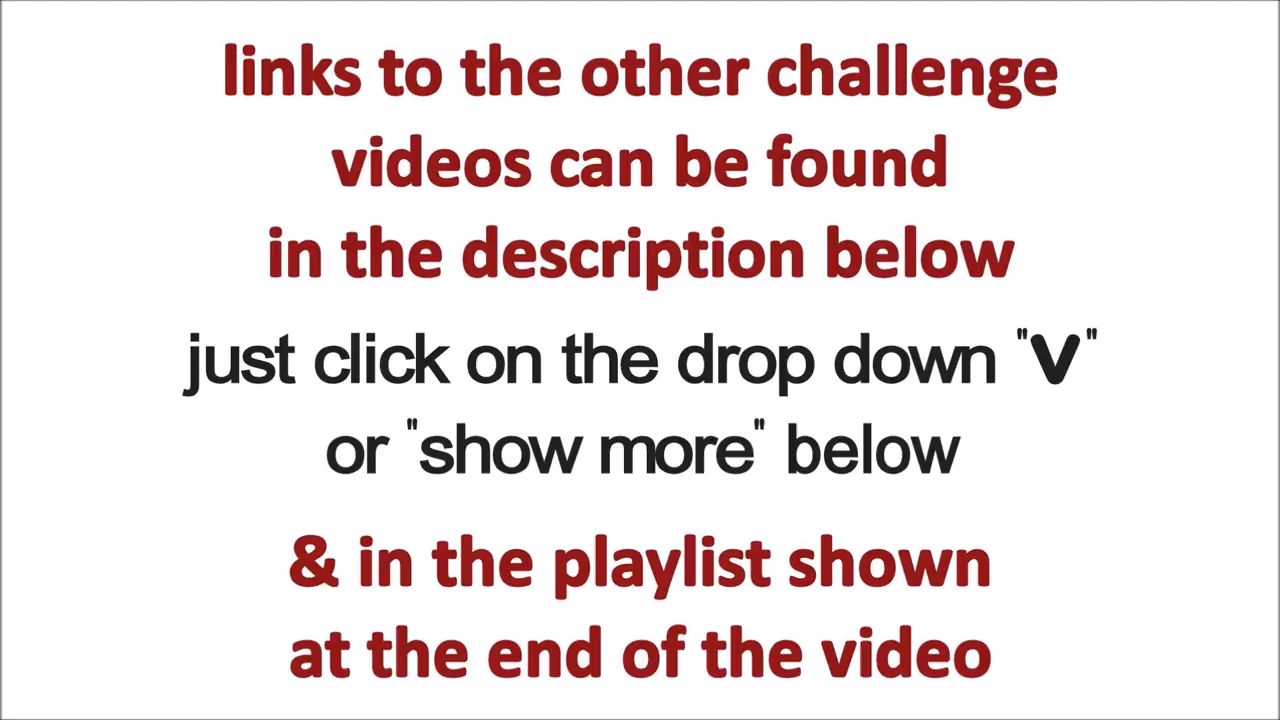 links to the other challenge
videos can be found
in the description below
just click on the drop down "V"
or "show more" below
& in the playlist shown
at the end of the video